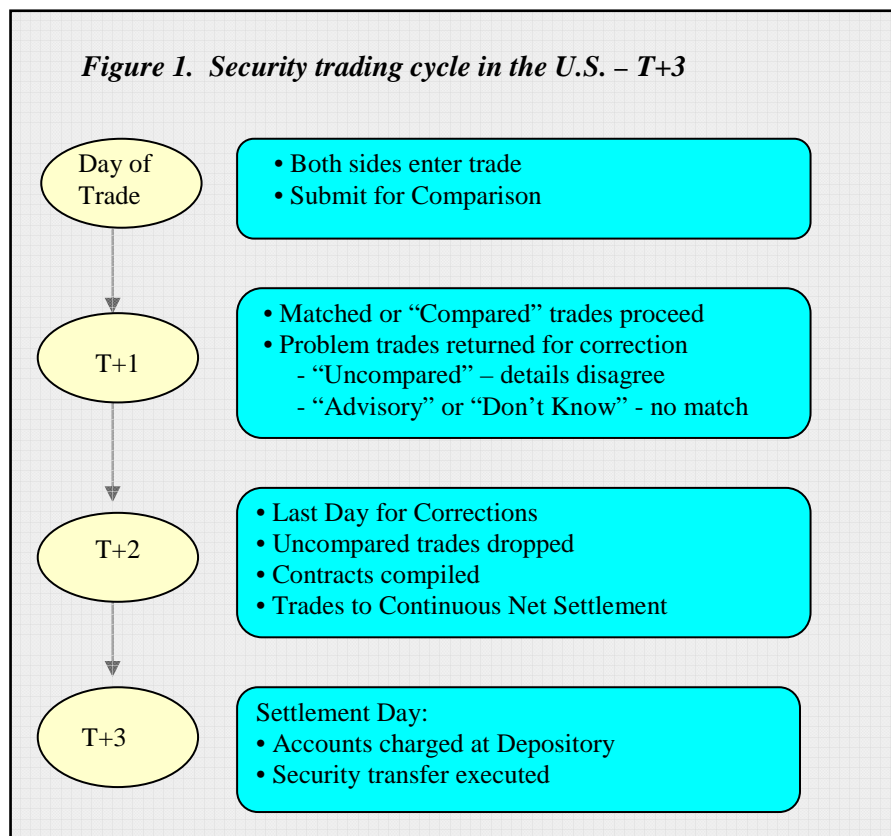 Figure 1. Security trading cycle in the U.S. – T+3
Day of
Trade
• Both sides enter trade
• Submit for Comparison
T+1
• Matched or “Compared” trades proceed
• Problem trades returned for correction
- “Uncompared” – details disagree
- “Advisory” or “Don’t Know” - no match
T+2
• Last Day for Corrections
• Uncompared trades dropped
• Contracts compiled
• Trades to Continuous Net Settlement
T+3
Settlement Day:
• Accounts charged at Depository
• Security transfer executed